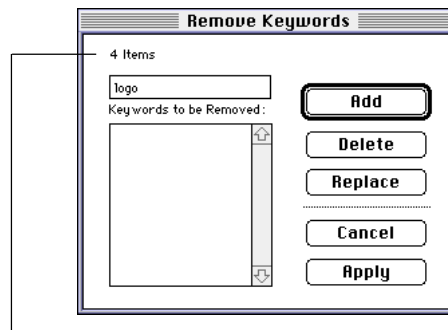 Remove Keywords
4 Items
logo
Keywords to be Removed:
Add
Delete
Replace
Cancel
Apply